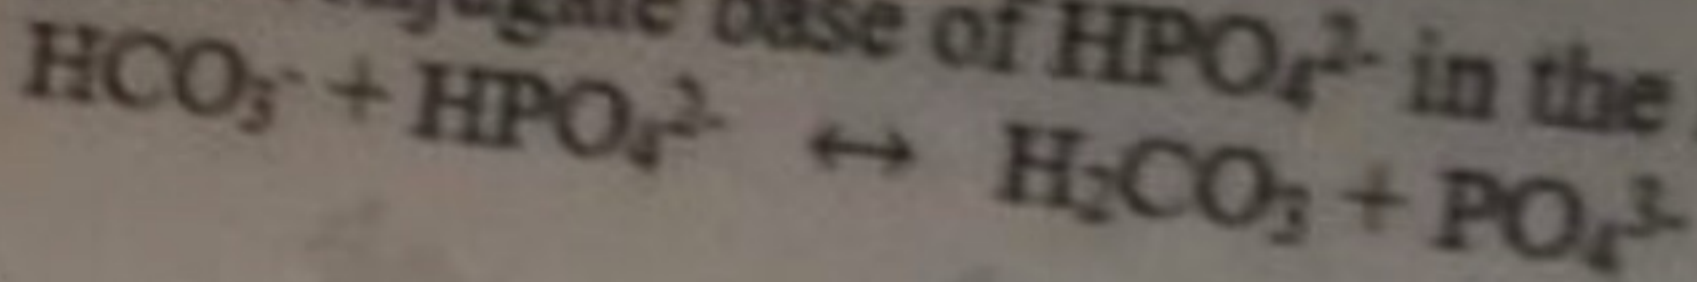 base of HPO₄²⁻ in the
HCO₃⁻ + HPO₄²⁻ ↔ H₂CO₃ + PO₄³⁻